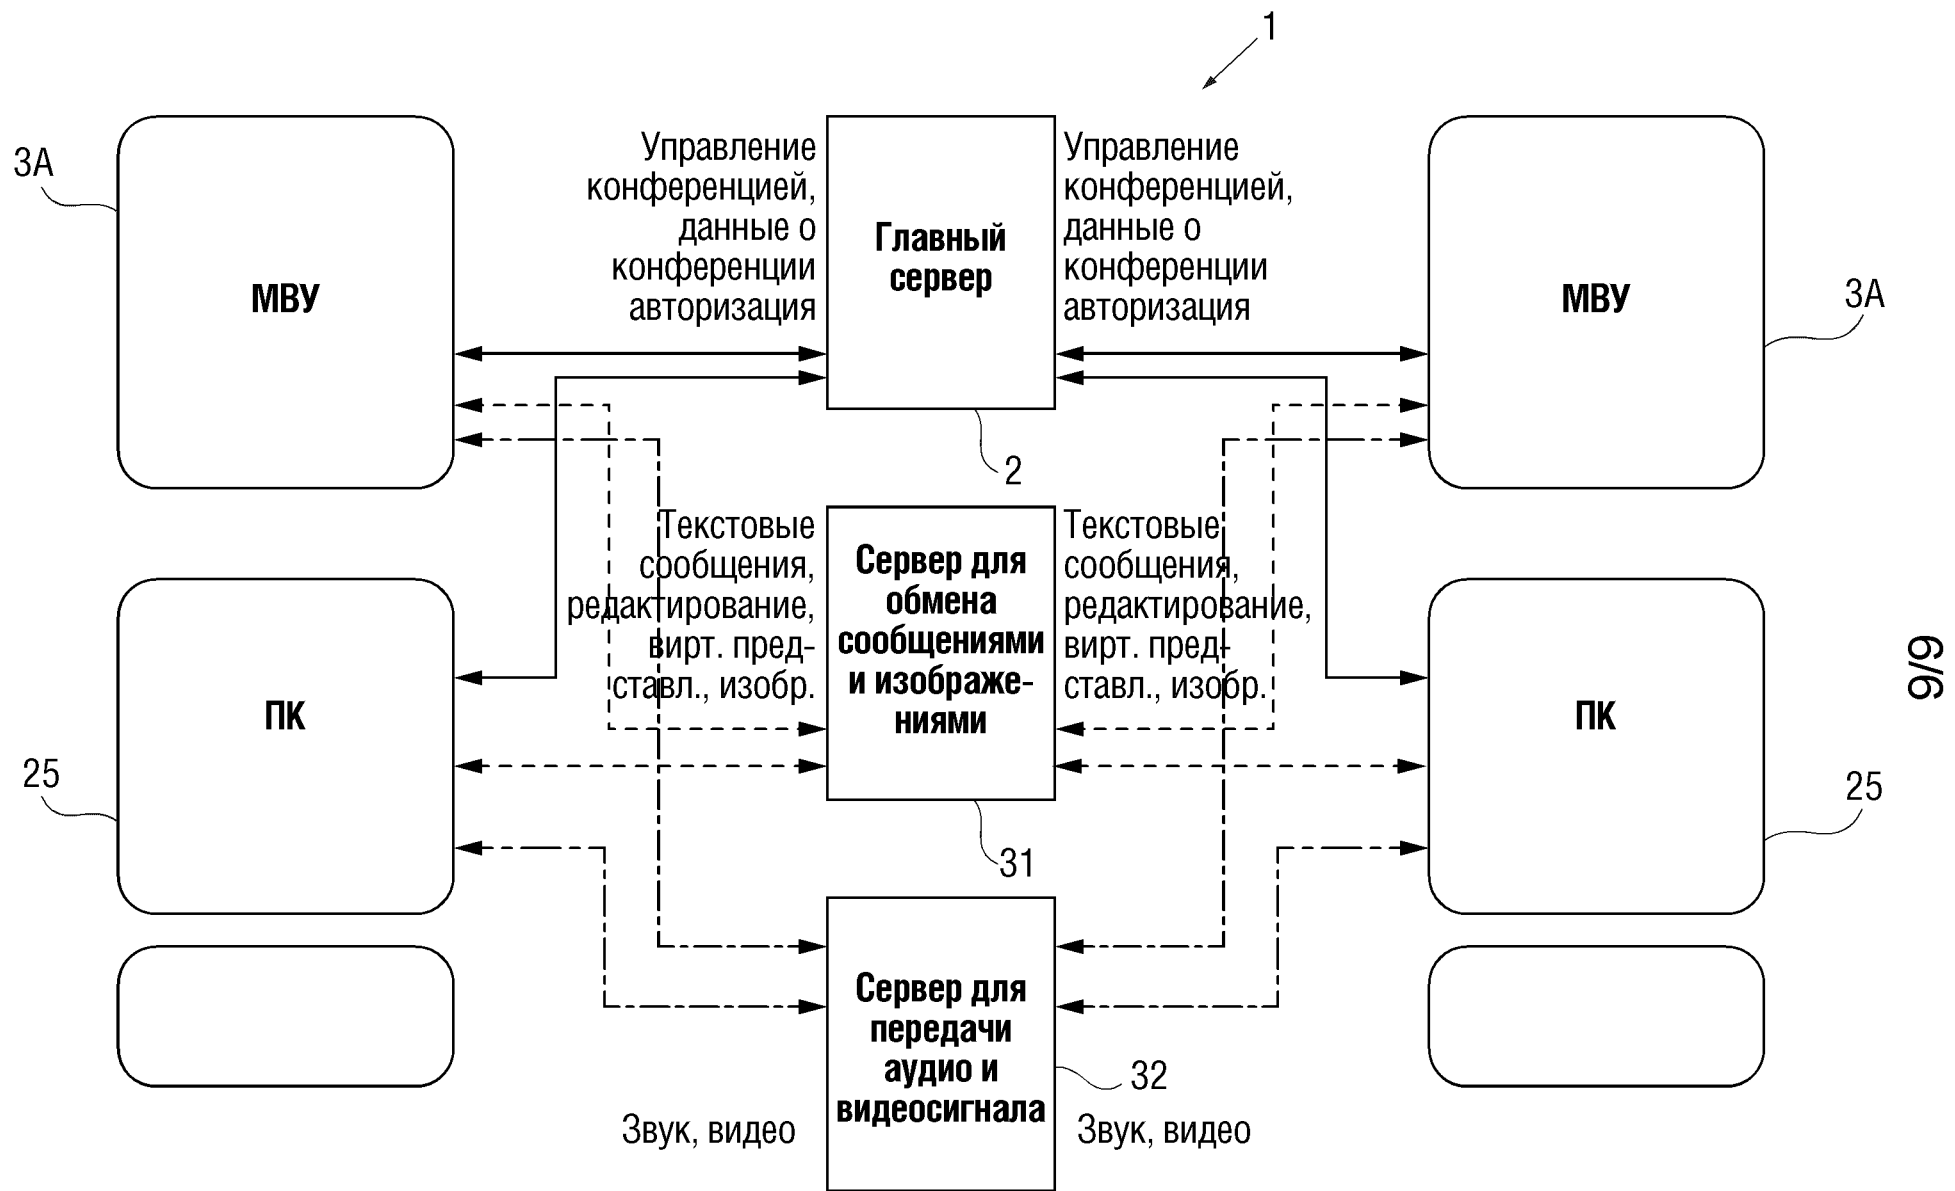 1
3А
МВУ
Управление
конференцией,
данные о
конференции
авторизация
Главный
сервер
Управление
конференцией,
данные о
конференции
авторизация
МВУ
3А
2
Текстовые
сообщения,
редактирование,
вирт. пред-
ставл., изобр.
Сервер для
обмена
сообщениями
и изображе-
ниями
Текстовые
сообщения,
редактирование,
вирт. пред-
ставл., изобр.
ПК
25
ПК
25
31
Сервер для
передачи
аудио и
видеосигнала
32
Звук, видео
Звук, видео
6/6